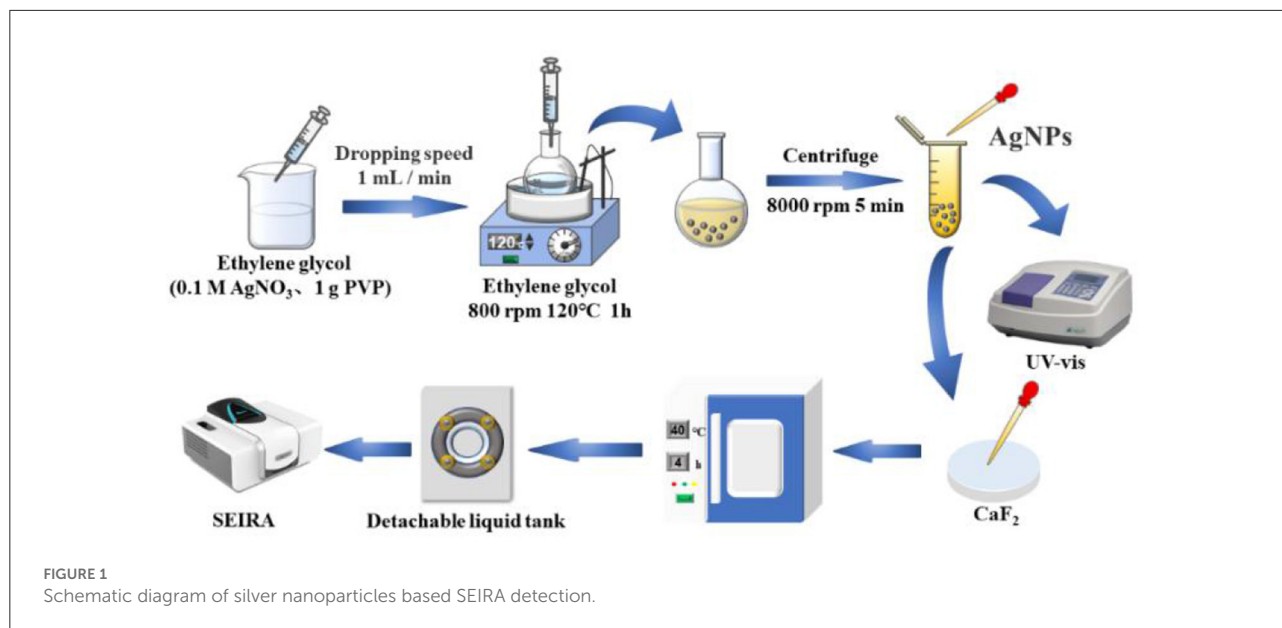 Dropping speed
1 mL / min
Ethylene glycol
(0.1 M AgNO₃、1 g PVP)
120
Ethylene glycol
800 rpm 120℃ 1h
Centrifuge
8000 rpm 5 min
AgNPs
UV-vis
CaF₂
40 ℃
4 h
Detachable liquid tank
SEIRA
FIGURE 1
Schematic diagram of silver nanoparticles based SEIRA detection.